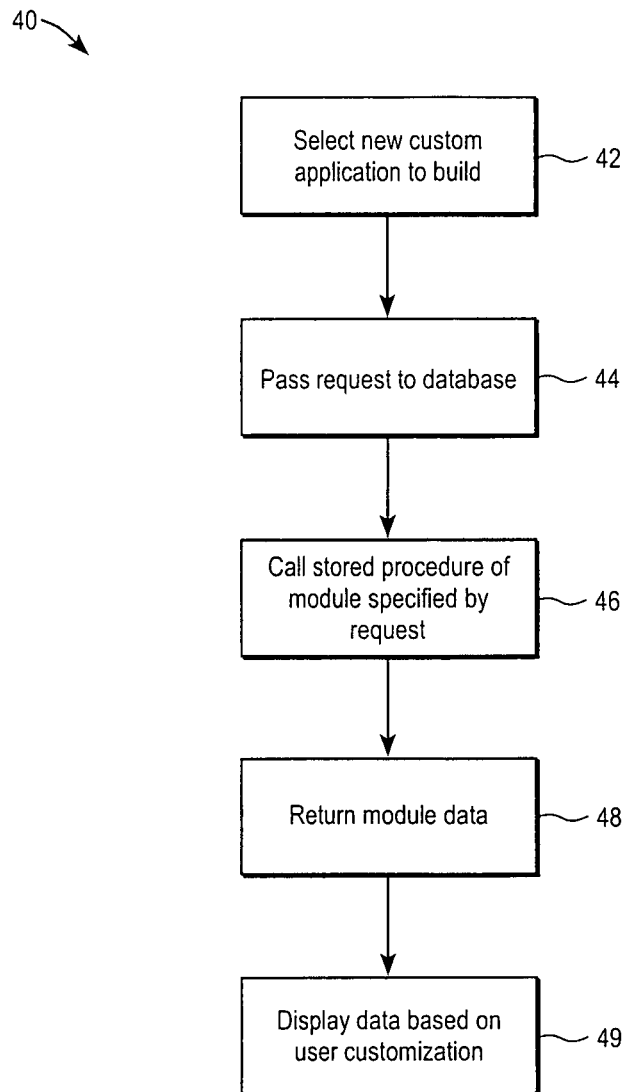 40
Select new custom
application to build
42
Pass request to database
44
Call stored procedure of
module specified by
request
46
Return module data
48
Display data based on
user customization
49